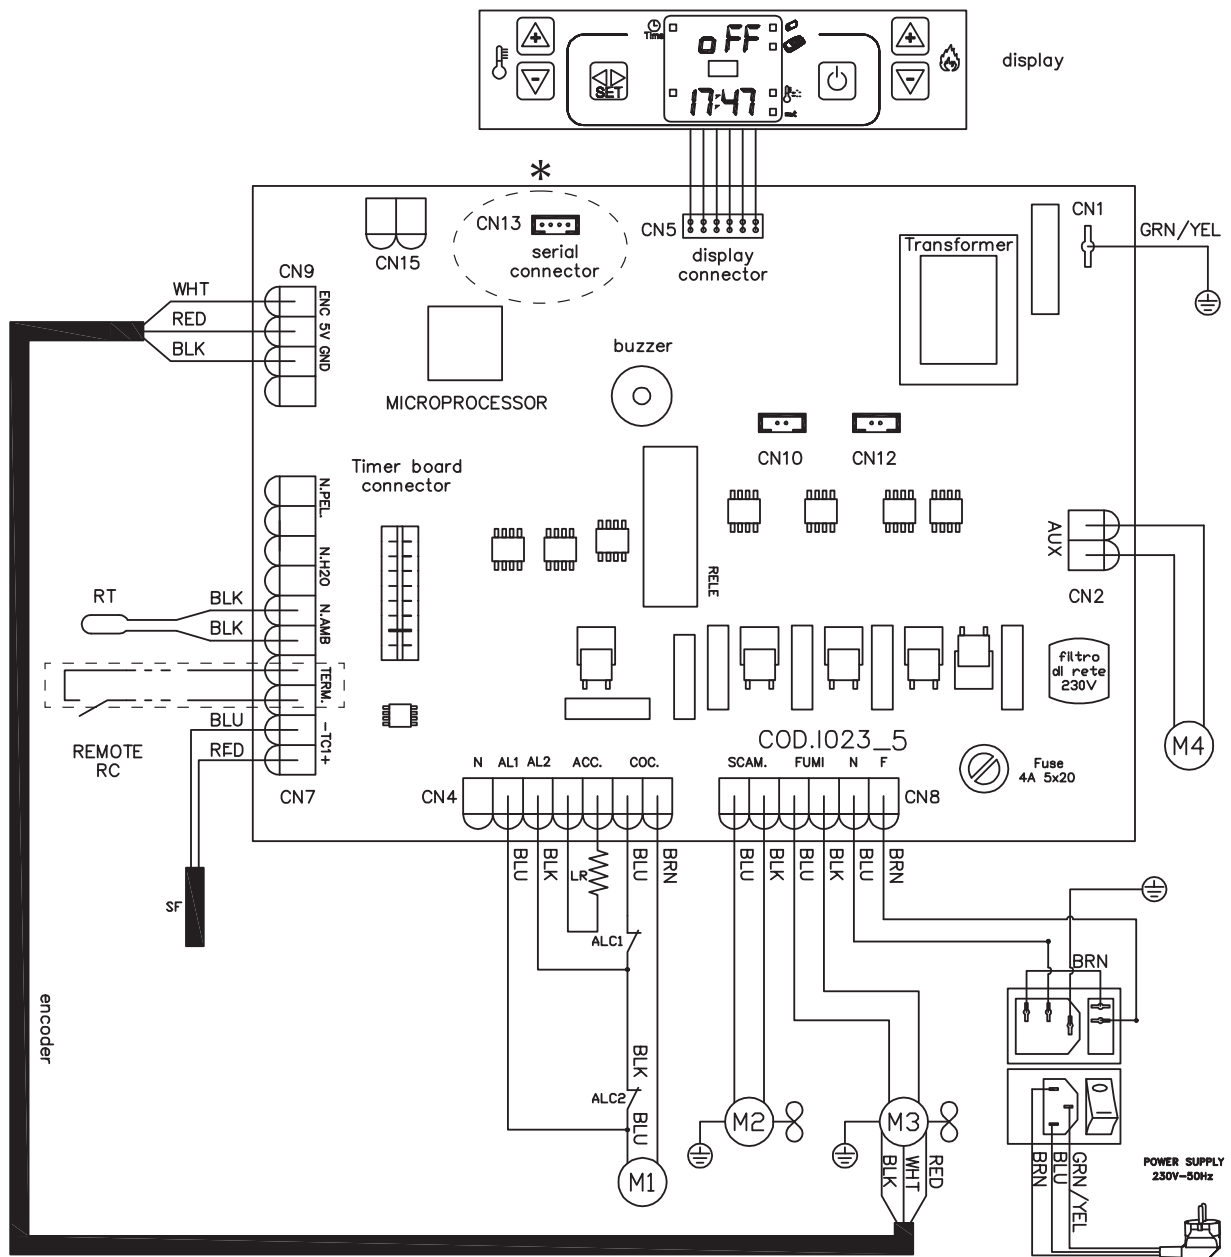 Time
oFF
SET
17:47
out
display
*
CN13
serial
connector
CN5
display
connector
CN15
CN1
GRN/YEL
Transformer
CN9
WHT
RED
BLK
ENC
5V
GND
MICROPROCESSOR
buzzer
CN10
CN12
Timer board
connector
N.PEL.
N.H2O
N.AMB
TERM.
-TC1+
RELE
AUX
CN2
RT
BLK
BLK
REMOTE
RC
BLU
RED
CN7
filtro
di rete
230V
M4
COD.I023_5
Fuse
4A 5x20
N
AL1
AL2
ACC.
COC.
CN4
SCAM.
FUMI
N
F
CN8
BLU
BLK
LR
BLU
BRN
BLU
BLK
BLU
BLK
BLU
BRN
SF
ALC1
BRN
encoder
BLK
ALC2
BLU
M1
M2
M3
BLK
WHT
RED
BRN
BLU
GRN/YEL
POWER SUPPLY
230V-50Hz